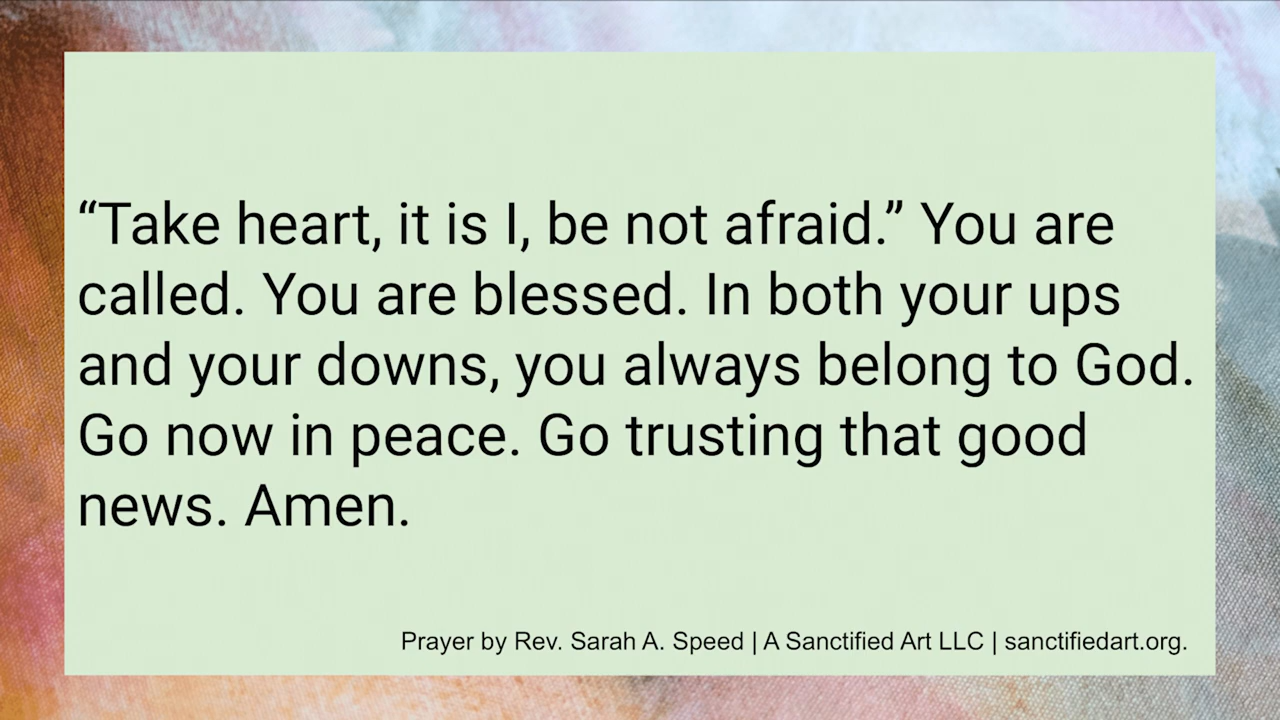 “Take heart, it is I, be not afraid.” You are
called. You are blessed. In both your ups
and your downs, you always belong to God.
Go now in peace. Go trusting that good
news. Amen.
Prayer by Rev. Sarah A. Speed | A Sanctified Art LLC | sanctifiedart.org.